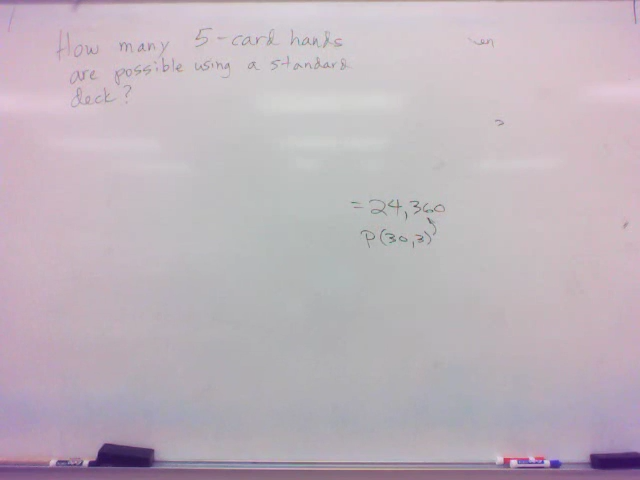 How many 5-card hands
are possible using a standard
deck?
= 24,360
P(30,3)